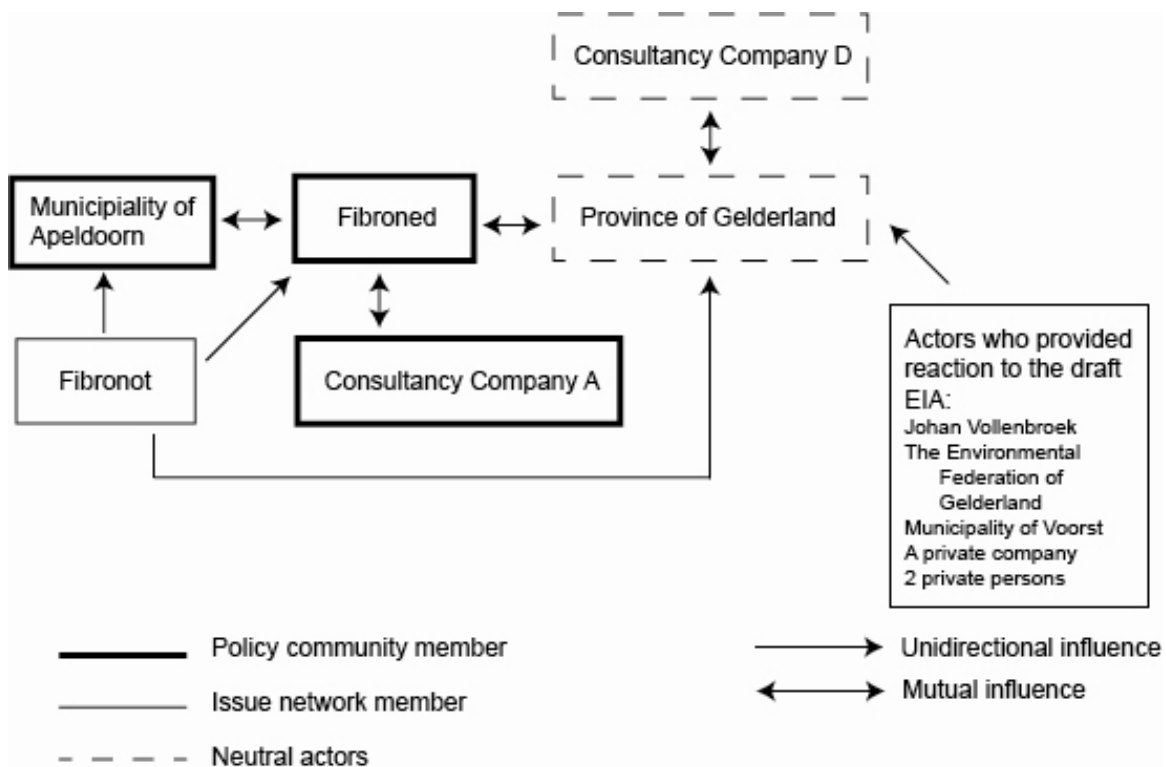 Consultancy Company D
Municipiality of
Apeldoorn
Fibroned
Province of Gelderland
Fibronot
Consultancy Company A
Actors who provided
reaction to the draft
EIA:
Johan Vollenbroek
The Environmental
Federation of
Gelderland
Municipality of Voorst
A private company
2 private persons
Policy community member
Issue network member
Neutral actors
Unidirectional influence
Mutual influence